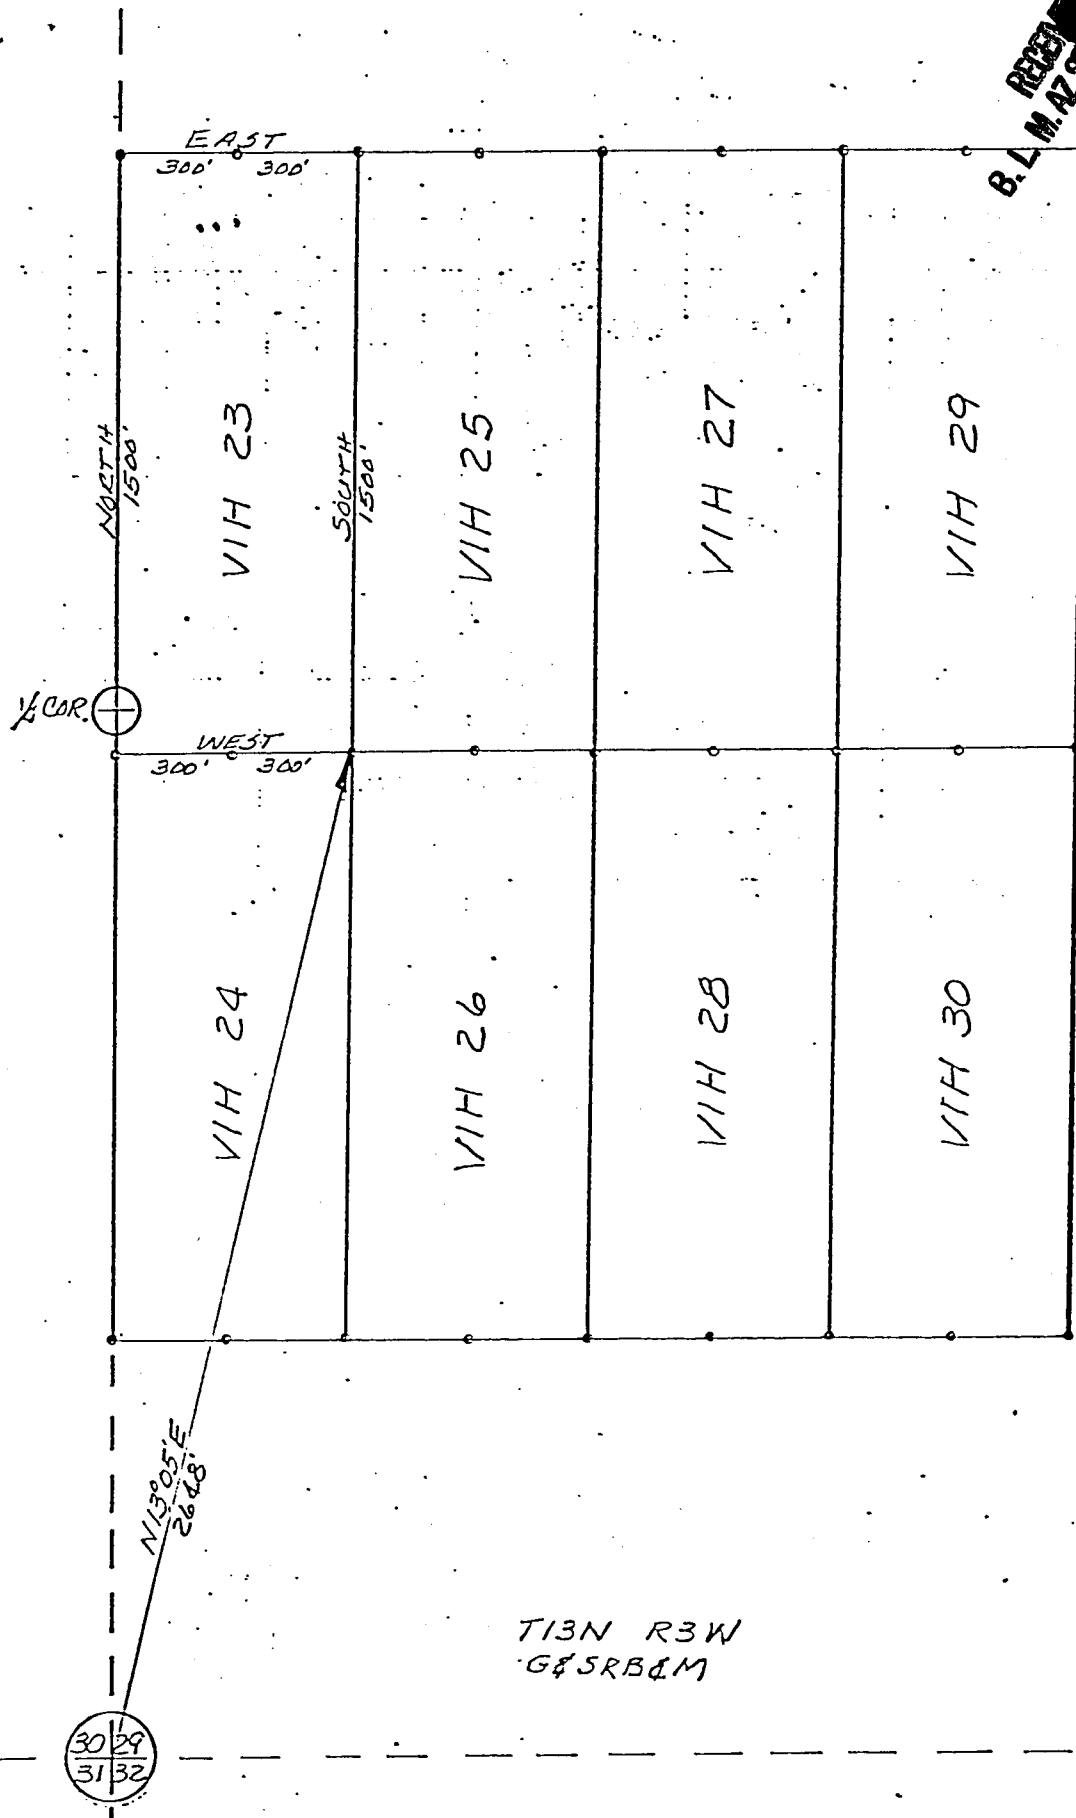 RECEIVED
B.L.M. AZ
EAST
300' 300'
NORTH
1500'
VIH 23
SOUTH
1500'
VIH 25
VIH 27
VIH 29
¼ COR.
WEST
300' 300'
VIH 24
VIH 26
VIH 28
VIH 30
N13°05'E
2648'
T13N R3W
G&SRB&M
30 29
31 32